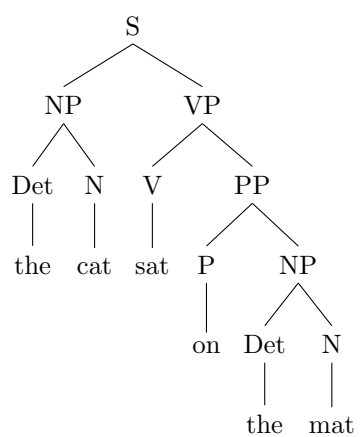 S
NP VP
Det N V PP
the cat sat P NP
on Det N
the mat